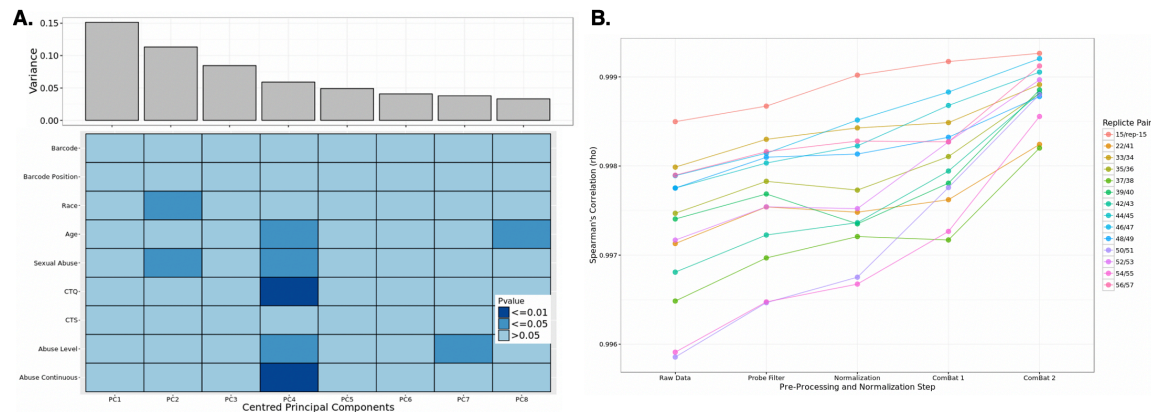 A.
0.15
0.10
0.05
0.00
Variance
Barcode
Barcode Position
Race
Age
Sexual Abuse
CTQ
CTS
Abuse Level
Abuse Continuous
Pvalue
<=0.01
<=0.05
>0.05
PC1 PC2 PC3 PC4 PC5 PC6 PC7 PC8
Centred Principal Components
B.
0.999
0.998
0.997
0.996
Spearman's Correlation (rho)
Raw Data Probe Filter Normalization ComBat 1 ComBat 2
Pre-Processing and Normalization Step
Replicte Pair
15/rep-15
22/41
33/34
35/36
37/38
39/40
42/43
44/45
46/47
48/49
50/51
52/53
54/55
56/57